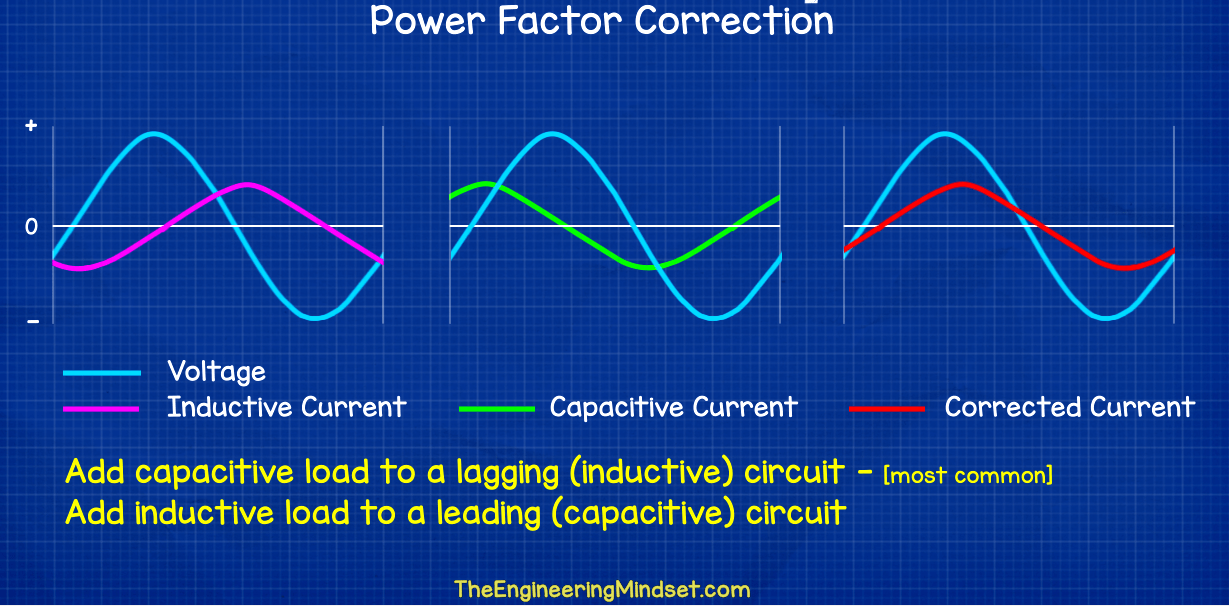 Power Factor Correction
+
0
−
Voltage
Inductive Current
Capacitive Current
Corrected Current
Add capacitive load to a lagging (inductive) circuit - [most common]
Add inductive load to a leading (capacitive) circuit
TheEngineeringMindset.com